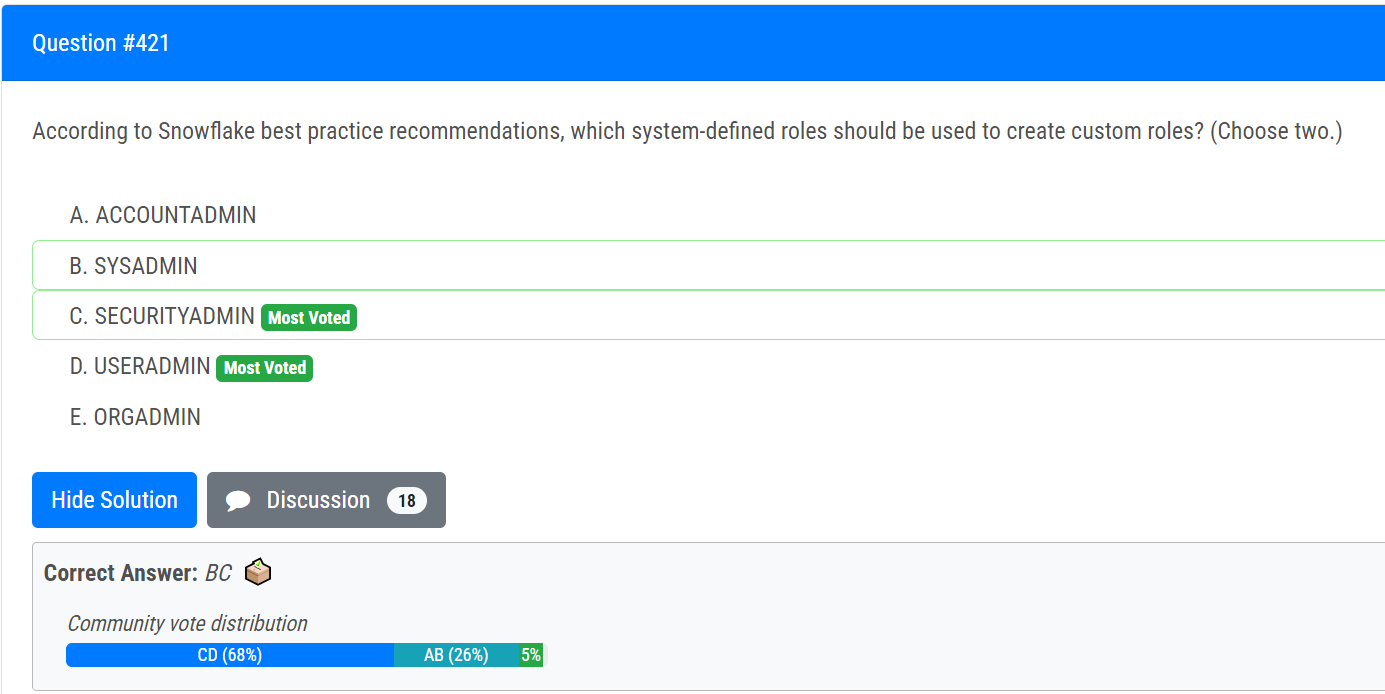 Question #421
According to Snowflake best practice recommendations, which system-defined roles should be used to create custom roles? (Choose two.)
A. ACCOUNTADMIN
B. SYSADMIN
C. SECURITYADMIN Most Voted
D. USERADMIN Most Voted
E. ORGADMIN
Hide Solution Discussion 18
Correct Answer: BC
Community vote distribution
CD (68%) AB (26%) 5%